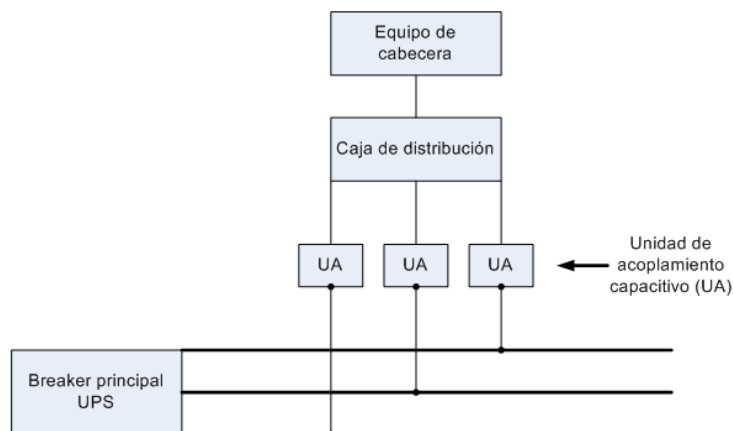 Equipo de
cabecera
Caja de distribución
UA
UA
UA
Unidad de
acoplamiento
capacitivo (UA)
Breaker principal
UPS